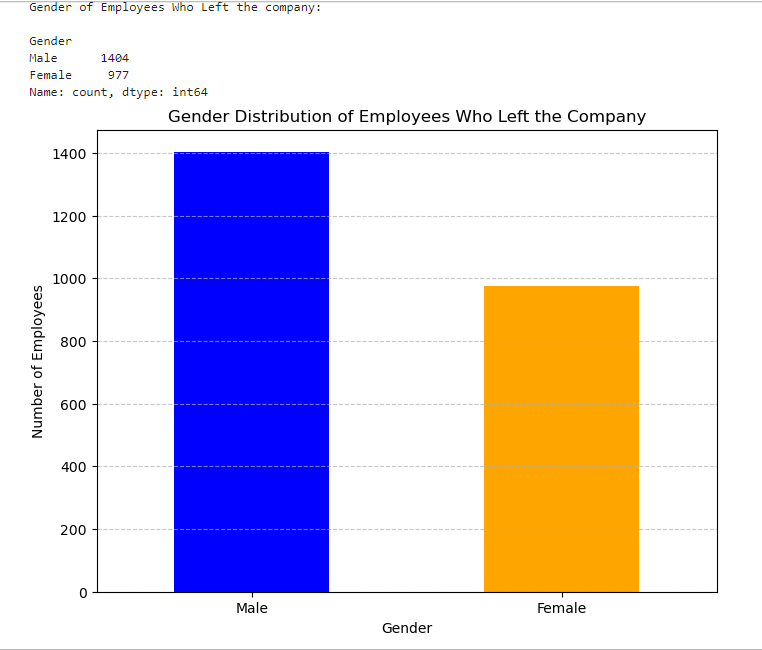 Gender of Employees Who Left the company:
Gender
Male 1404
Female 977
Name: count, dtype: int64
Gender Distribution of Employees Who Left the Company
Number of Employees
1400
1200
1000
800
600
400
200
0
Male Female
Gender